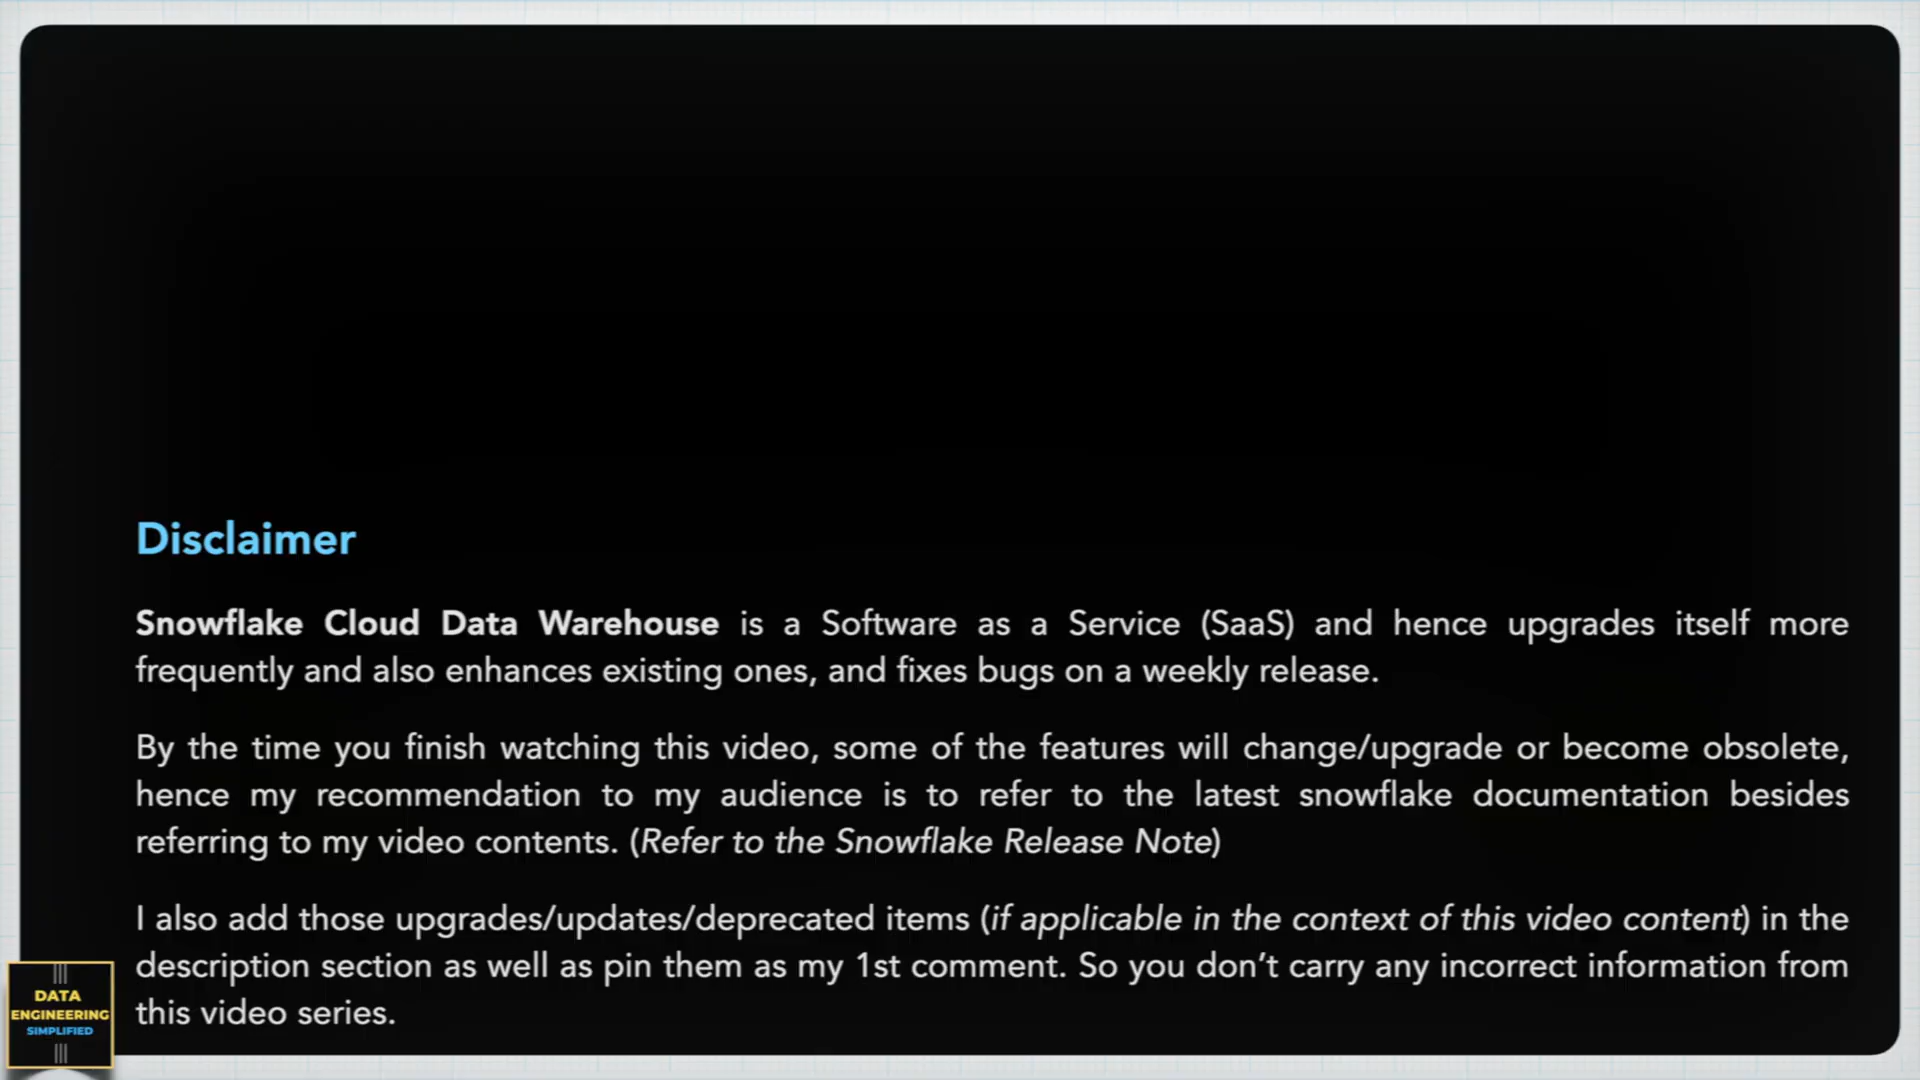 Disclaimer
Snowflake Cloud Data Warehouse is a Software as a Service (SaaS) and hence upgrades itself more
frequently and also enhances existing ones, and fixes bugs on a weekly release.
By the time you finish watching this video, some of the features will change/upgrade or become obsolete,
hence my recommendation to my audience is to refer to the latest snowflake documentation besides
referring to my video contents. (Refer to the Snowflake Release Note)
I also add those upgrades/updates/deprecated items (if applicable in the context of this video content) in the
description section as well as pin them as my 1st comment. So you don’t carry any incorrect information from
this video series.
DATA
ENGINEERING
SIMPLIFIED